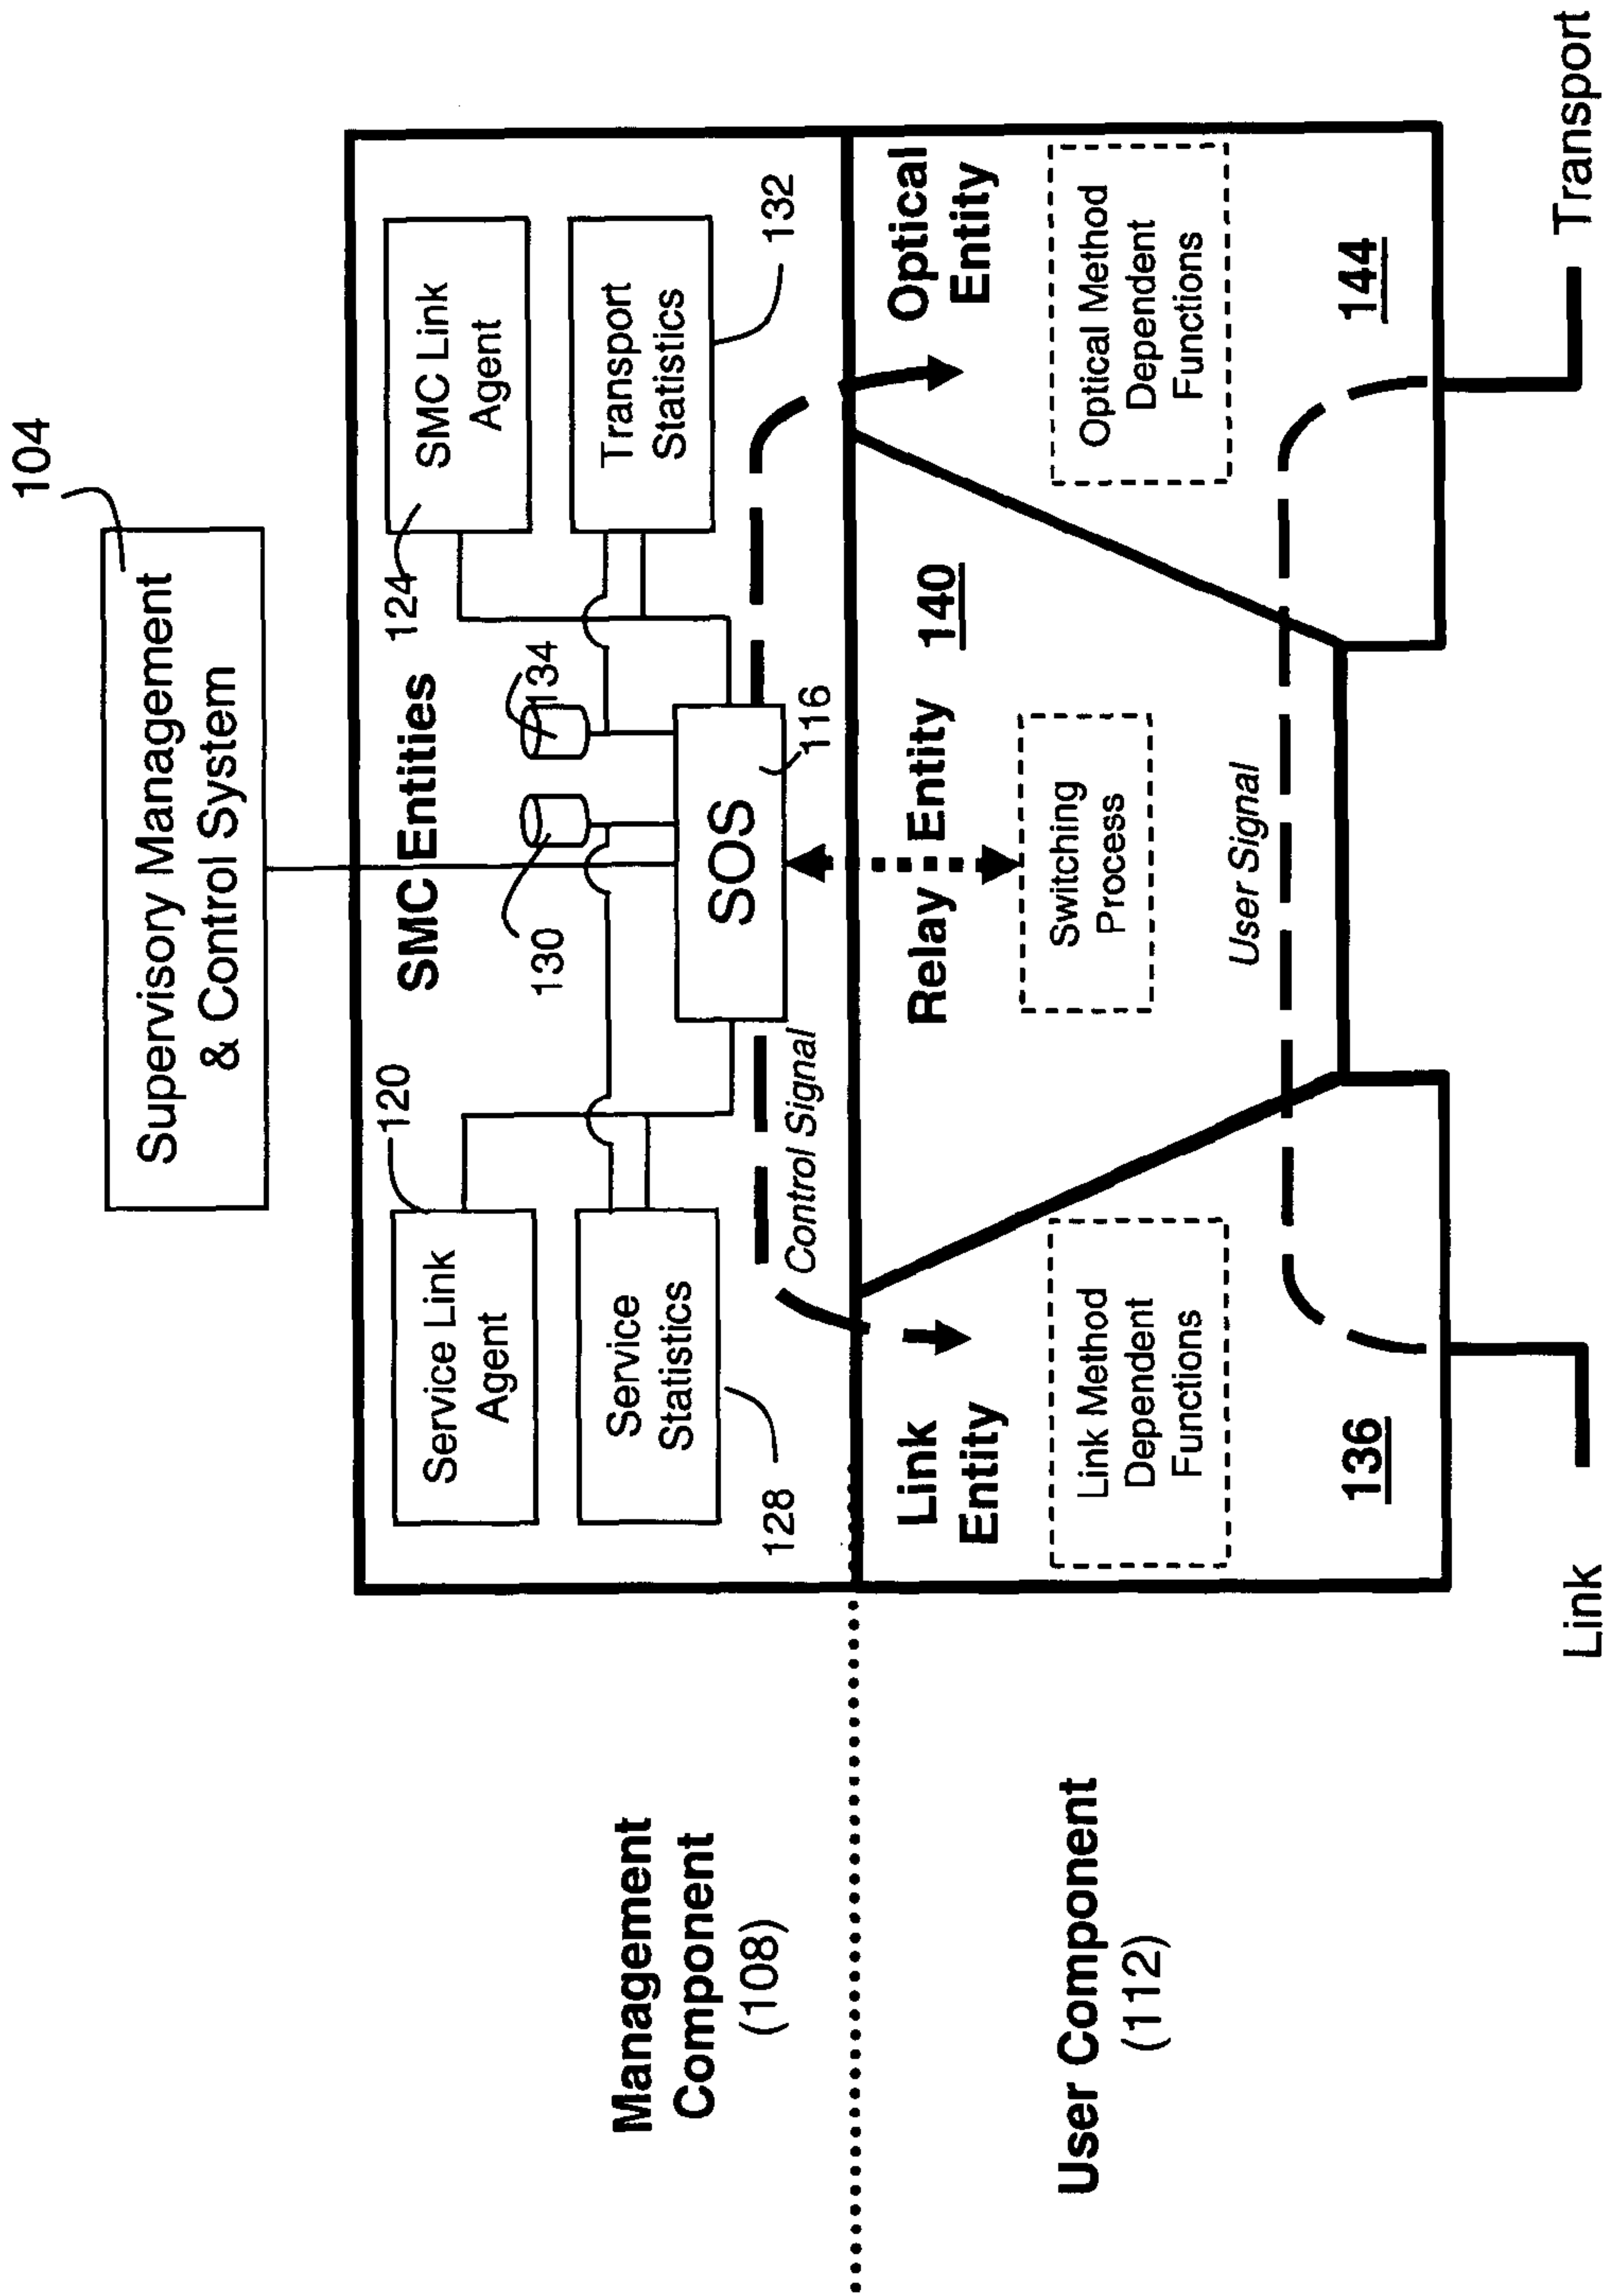 104
Supervisory Management
& Control System
SMC Entities
120
Service Link
Agent
Service
Statistics
128
130
134
SOS
116
124
SMC Link
Agent
Transport
Statistics
132
Control Signal
Management
Component
(108)
User Component
(112)
Link
Entity
Link Method
Dependent
Functions
136
Relay Entity 140
Switching
Process
User Signal
Optical
Entity
Optical Method
Dependent
Functions
144
Link
Transport